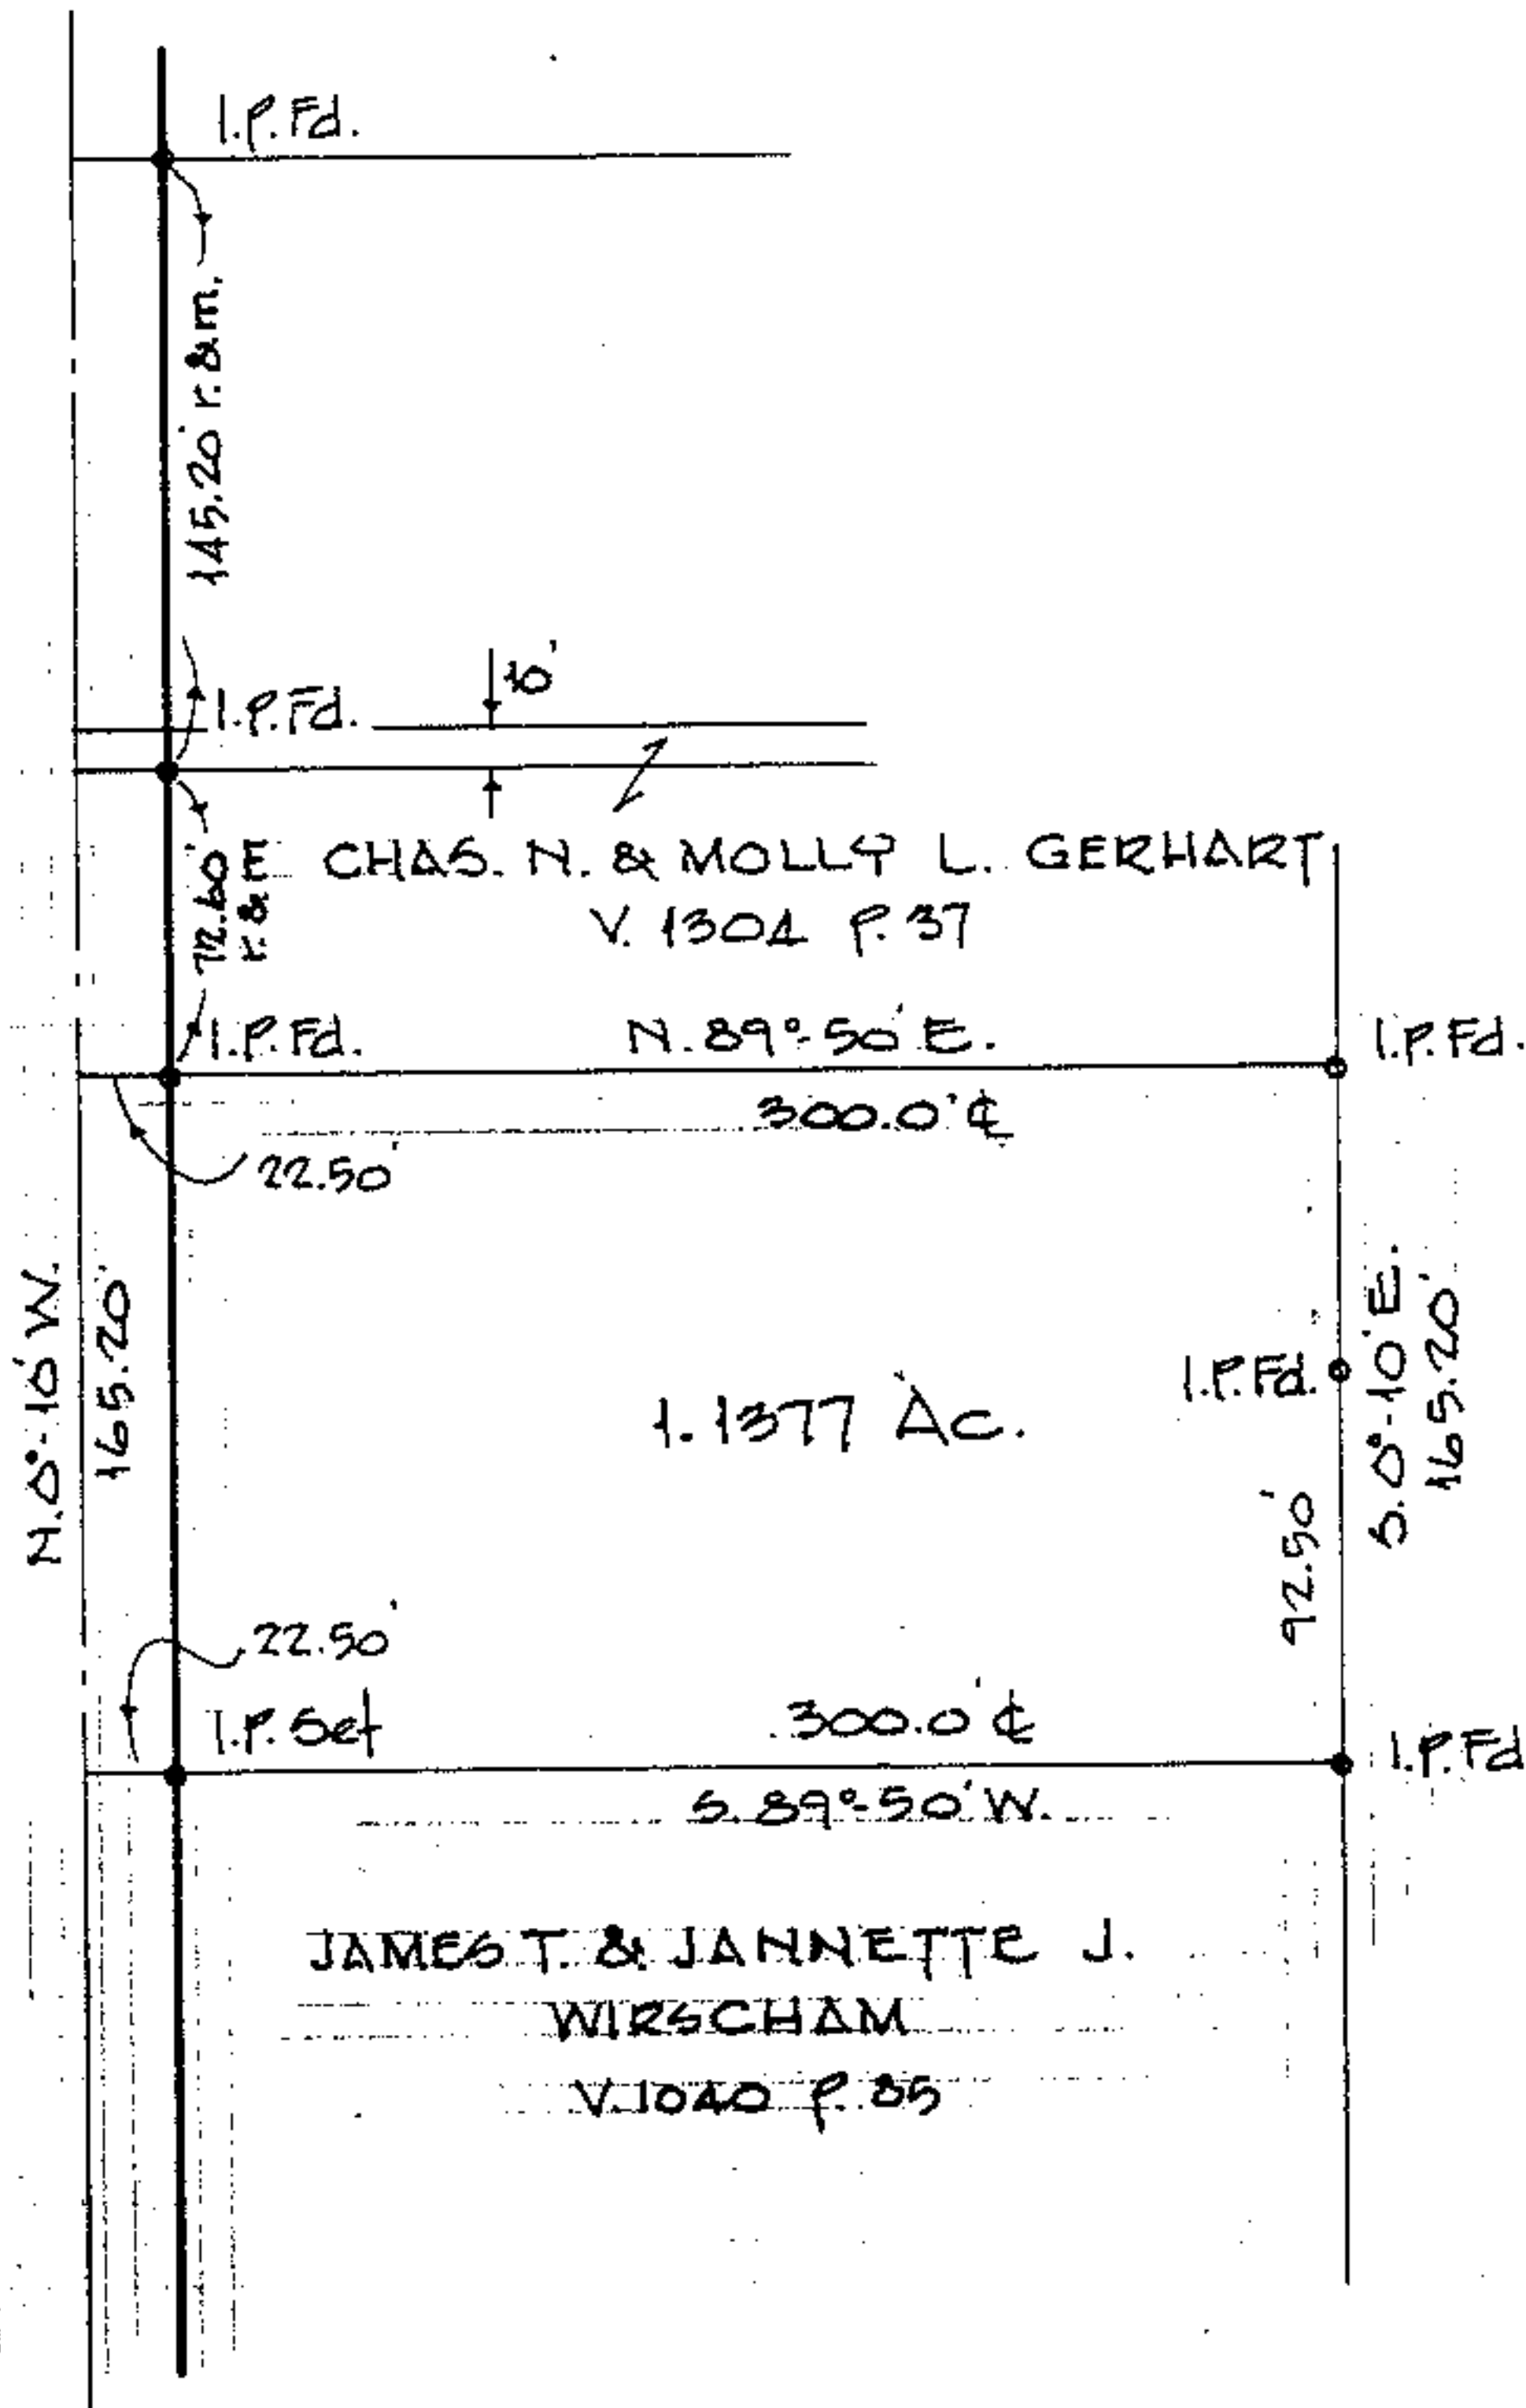 I.P.Fd.
145.20' r.&m.
10'
I.P.Fd.
72.60'
r.&
CHAS. N. & MOLLY L. GERHART
V. 1304 P. 37
I.P.Fd.
N.89°-50'E.
I.P.Fd.
300.0'℄
22.50'
N.0°-10'W.
165.20'
1.1377 Ac.
I.P.Fd.
S.0°-10'E.
165.20'
92.50'
22.50'
I.P.Set
300.0'℄
I.P.Fd
S.89°-50'W.
JAMES T. & JANNETTE J.
WIRSCHAM
V.1040 P.